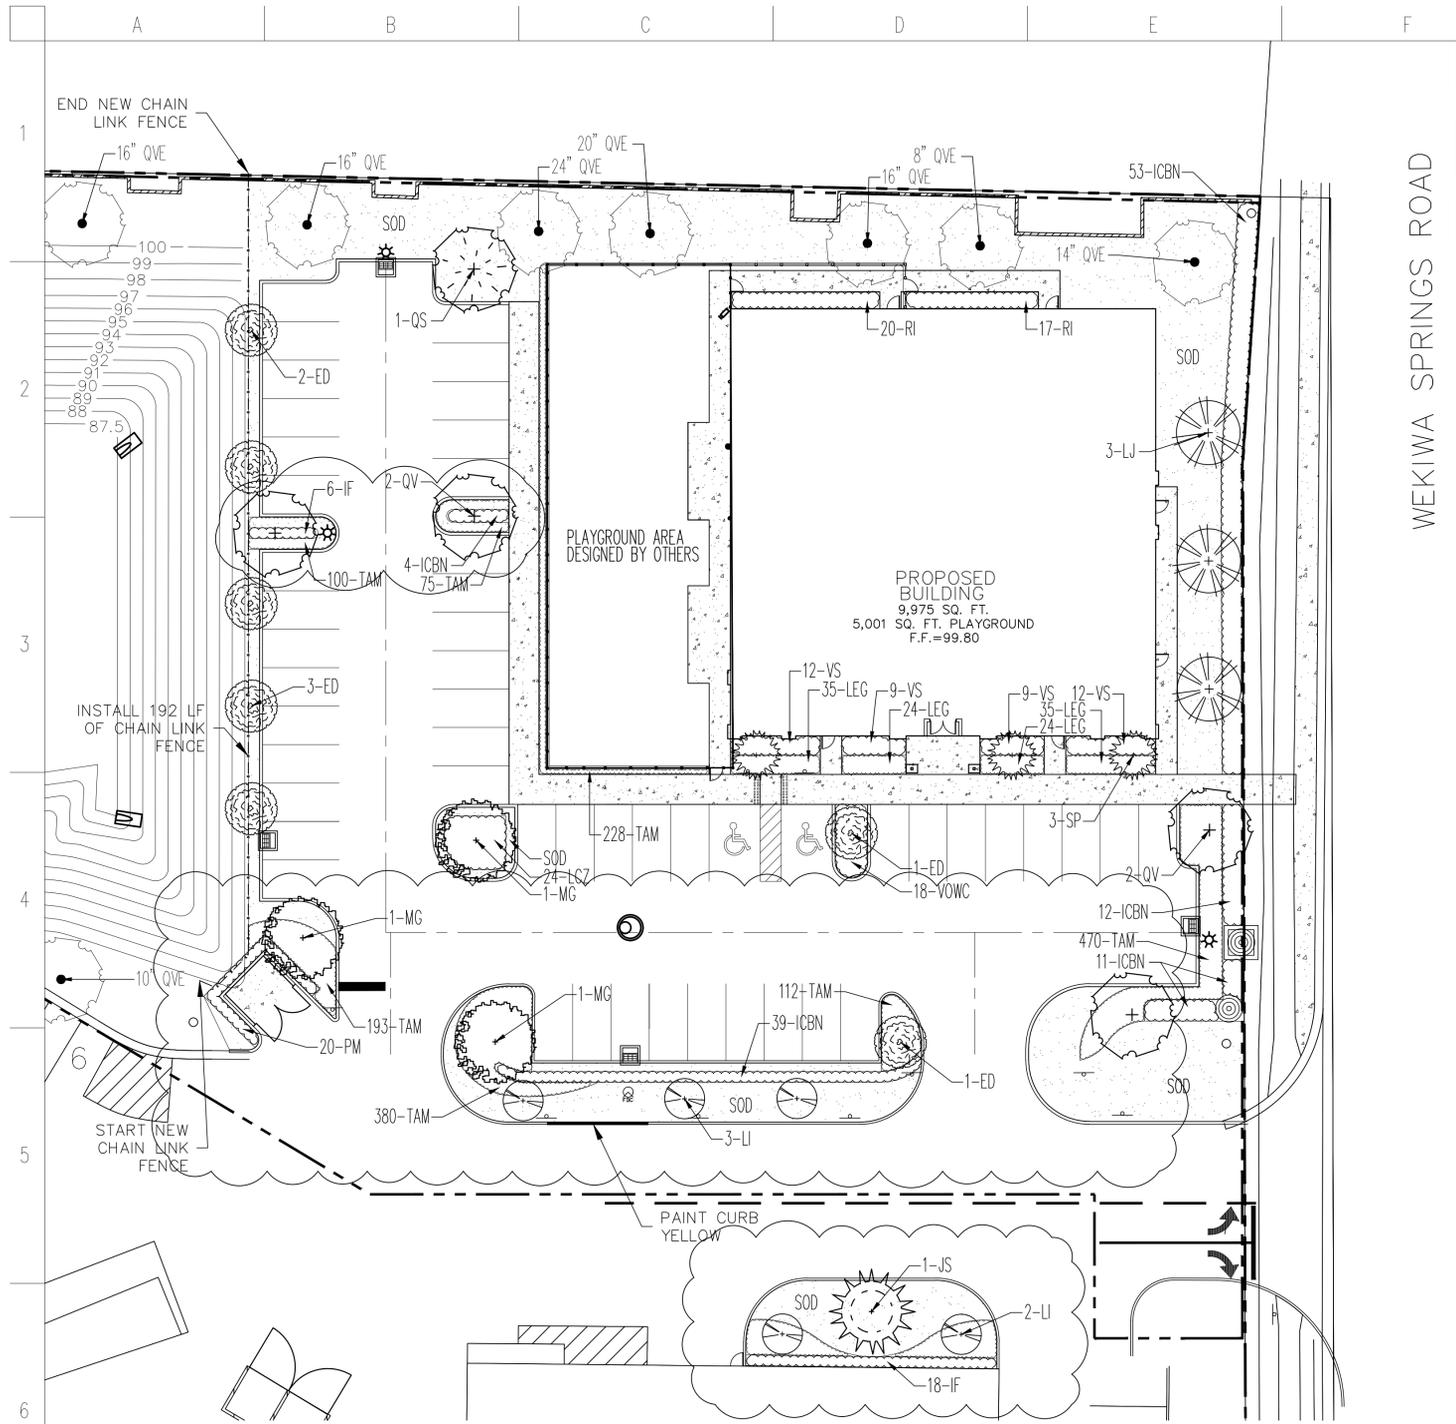 A
B
C
D
E
F
1
END NEW CHAIN
LINK FENCE
16" QVE
16" QVE
20" QVE
24" QVE
8" QVE
16" QVE
53-ICBN
14" QVE
SOD
WEKIWA SPRINGS ROAD
100
99
98
97
96
95
94
93
92
91
90
89
88
87.5
1-QS
20-RI
17-RI
SOD
2
2-ED
3-LJ
6-IF
2-QV
4-ICBN
100-TAM
75-TAM
PLAYGROUND AREA
DESIGNED BY OTHERS
PROPOSED
BUILDING
9,975 SQ. FT.
5,001 SQ. FT. PLAYGROUND
F.F.=99.80
3
3-ED
INSTALL 192 LF
OF CHAIN LINK
FENCE
12-VS
35-LEG
9-VS
24-LEG
9-VS
12-VS
35-LEG
24-LEG
3-SP
228-TAM
SOD
24-LCZ
1-MG
1-ED
18-VOWC
2-QV
4
1-MG
12-ICBN
470-TAM
11-ICBN
10" QVE
193-TAM
20-PM
1-MG
112-TAM
39-ICBN
1-ED
6
380-TAM
FDC
SOD
3-LI
SOD
START NEW
CHAIN LINK
FENCE
5
PAINT CURB
YELLOW
1-JS
SOD
2-LI
18-IF
6